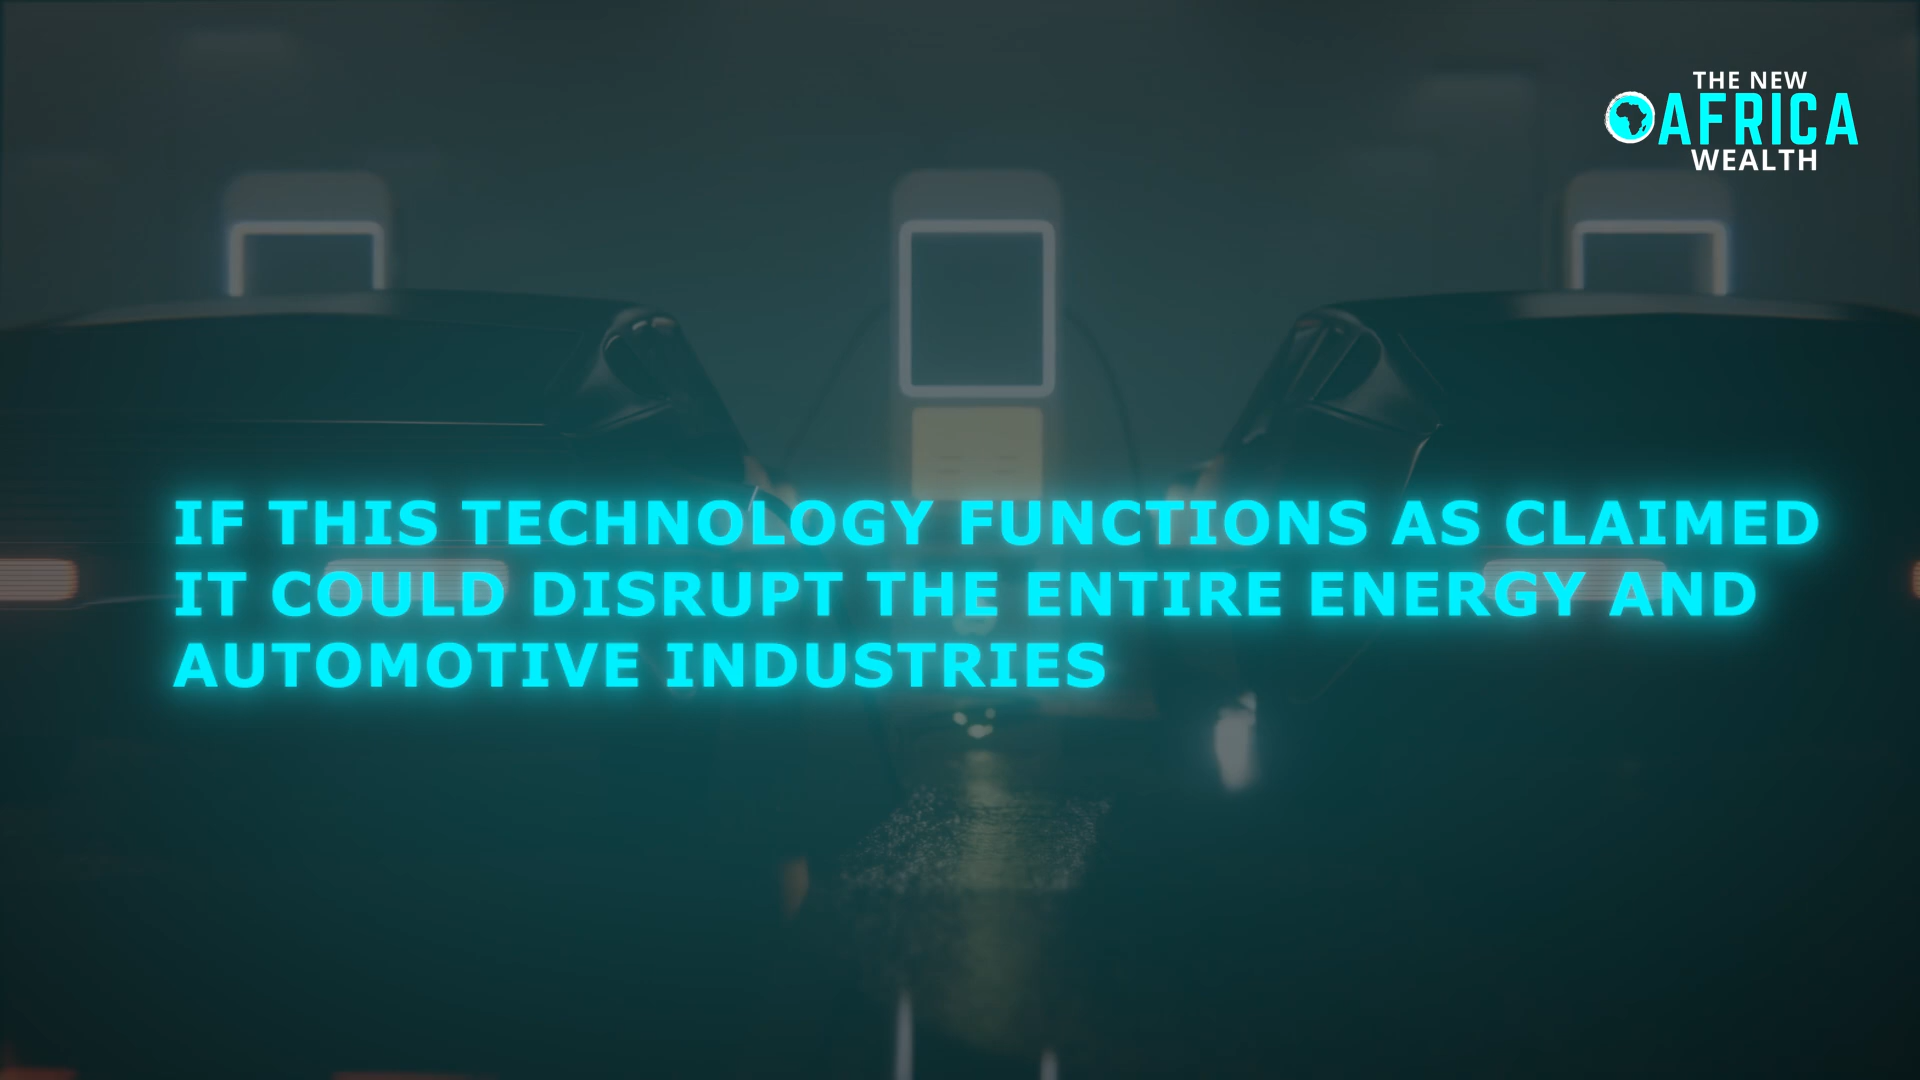 THE NEW
AFRICA
WEALTH
IF THIS TECHNOLOGY FUNCTIONS AS CLAIMED
IT COULD DISRUPT THE ENTIRE ENERGY AND
AUTOMOTIVE INDUSTRIES